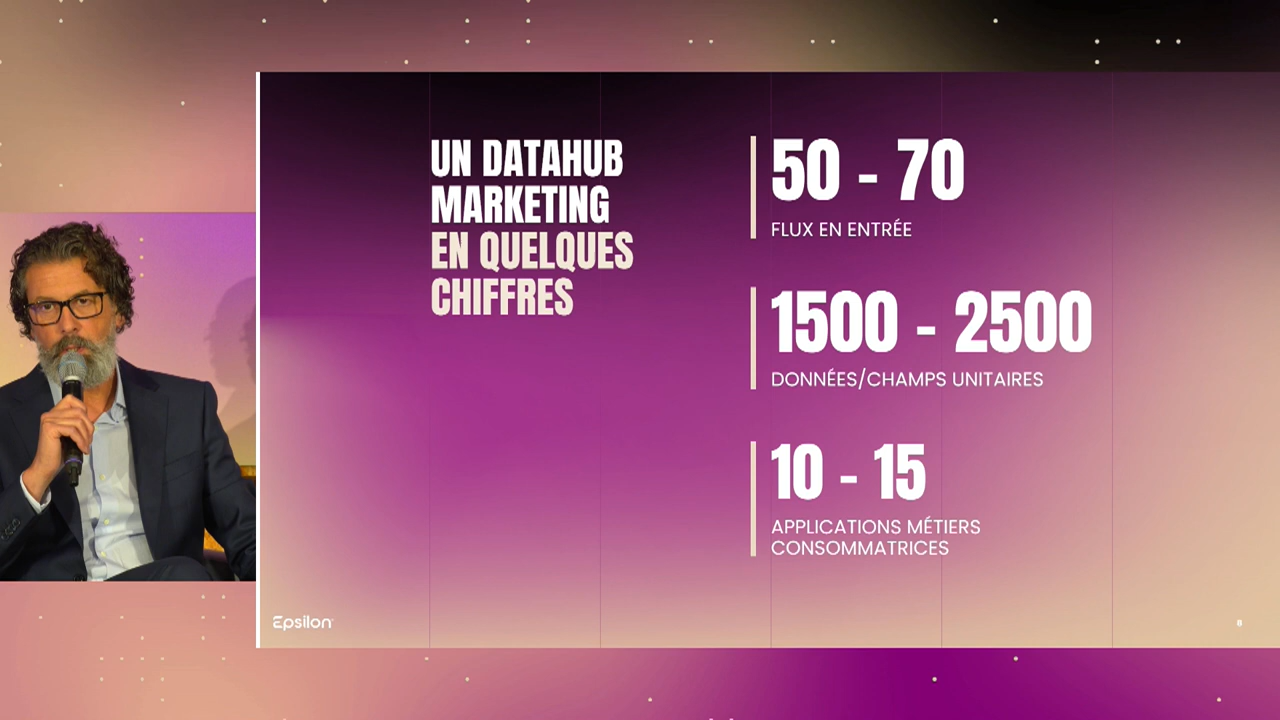 UN DATAHUB
MARKETING
EN QUELQUES
CHIFFRES
50 - 70
FLUX EN ENTRÉE
1500 - 2500
DONNÉES/CHAMPS UNITAIRES
10 - 15
APPLICATIONS MÉTIERS
CONSOMMATRICES
Epsilon
8